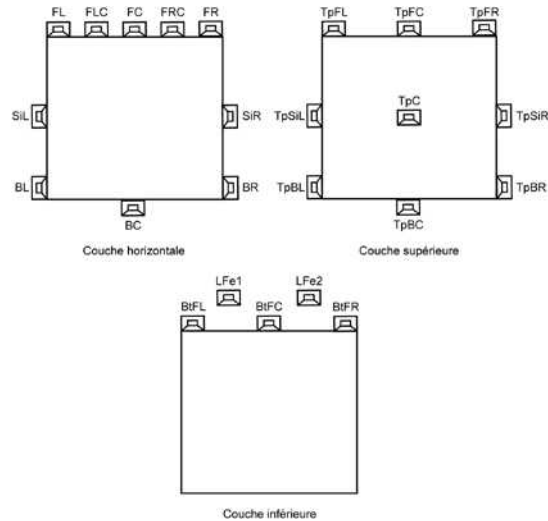 FL FLC FC FRC FR
SiL SiR
BL BR
BC
Couche horizontale
TpFL TpFC TpFR
TpC
TpSiL TpSiR
TpBL TpBR
TpBC
Couche supérieure
LFe1 LFe2
BtFL BtFC BtFR
Couche inférieure